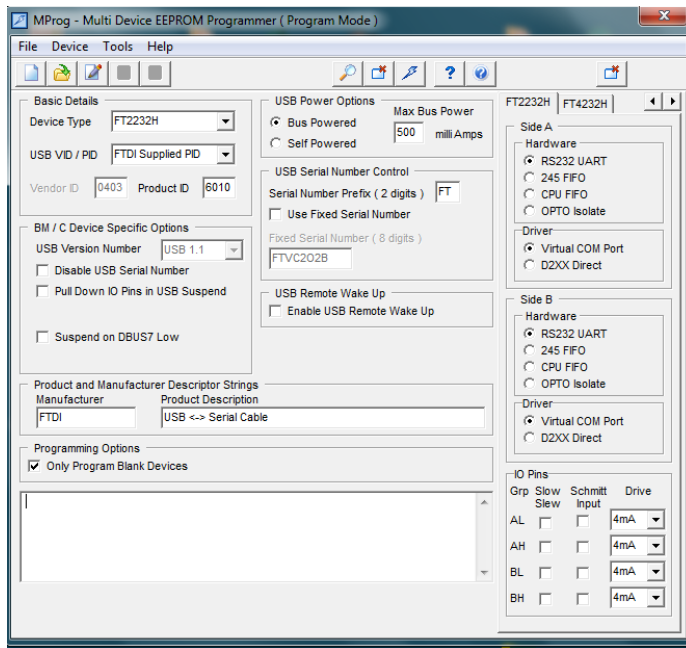 MProg - Multi Device EEPROM Programmer ( Program Mode )
File Device Tools Help
Basic Details
Device Type FT2232H
USB VID / PID FTDI Supplied PID
Vendor ID 0403 Product ID 6010
BM / C Device Specific Options
USB Version Number USB 1.1
Disable USB Serial Number
Pull Down IO Pins in USB Suspend
Suspend on DBUS7 Low
USB Power Options
Max Bus Power
Bus Powered
500 milli Amps
Self Powered
USB Serial Number Control
Serial Number Prefix ( 2 digits ) FT
Use Fixed Serial Number
Fixed Serial Number ( 8 digits )
FTVC2O2B
USB Remote Wake Up
Enable USB Remote Wake Up
Product and Manufacturer Descriptor Strings
Manufacturer Product Description
FTDI USB <-> Serial Cable
Programming Options
Only Program Blank Devices
FT2232H FT4232H
Side A
Hardware
RS232 UART
245 FIFO
CPU FIFO
OPTO Isolate
Driver
Virtual COM Port
D2XX Direct
Side B
Hardware
RS232 UART
245 FIFO
CPU FIFO
OPTO Isolate
Driver
Virtual COM Port
D2XX Direct
IO Pins
Grp Slow Schmitt Drive
Slew Input
AL 4mA
AH 4mA
BL 4mA
BH 4mA